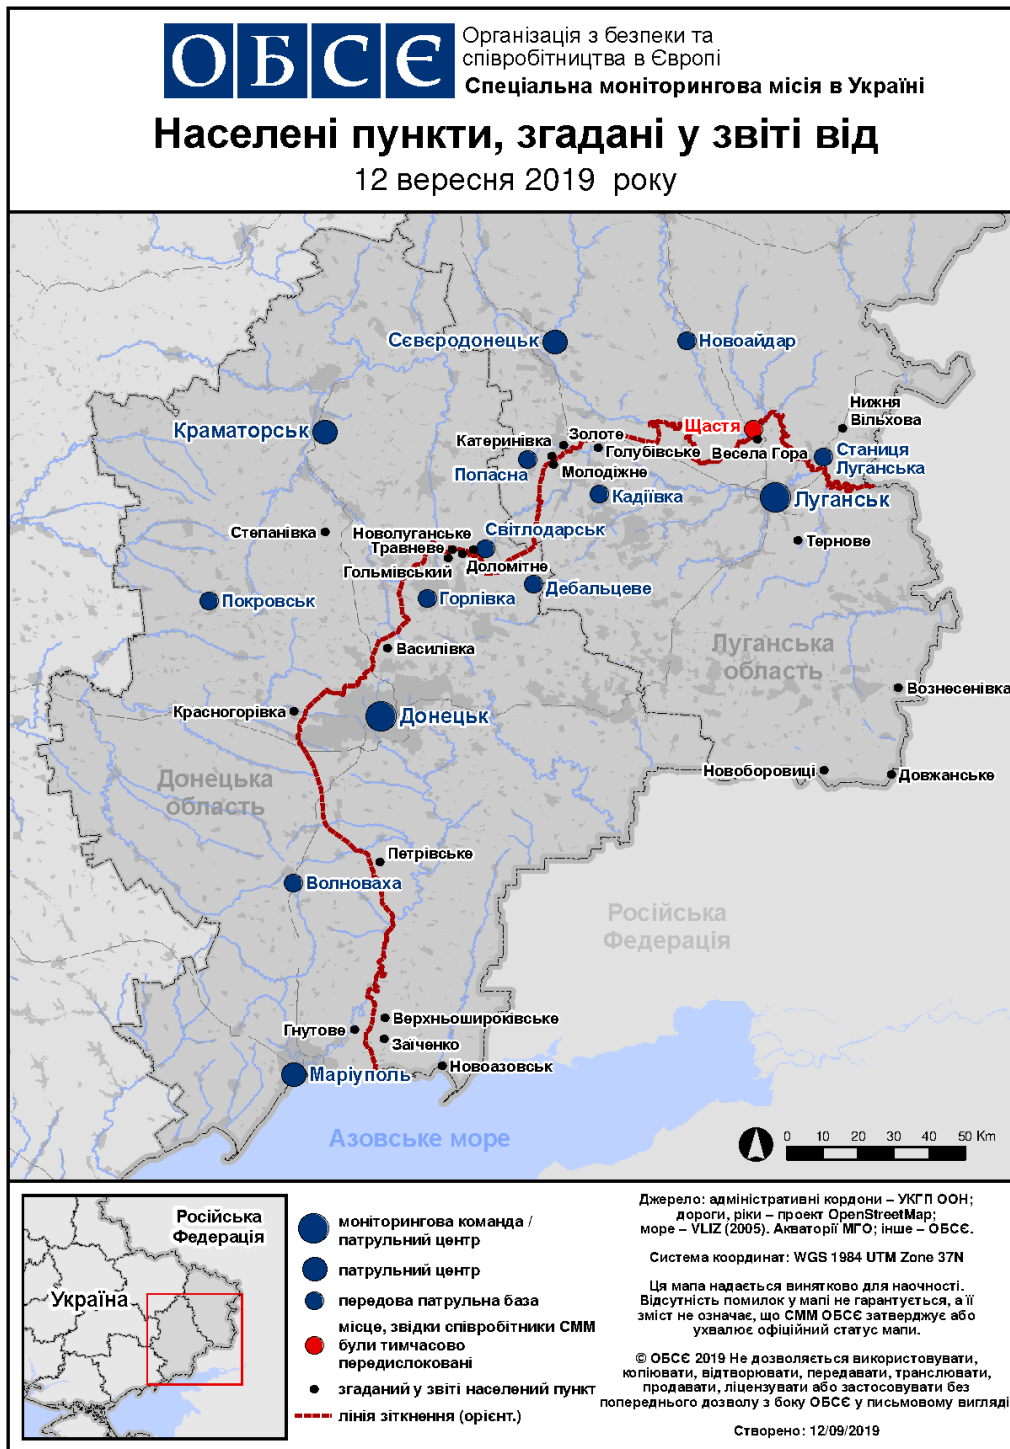 ОБСЄ
Організація з безпеки та
співробітництва в Європі
Спеціальна моніторингова місія в Україні
Населені пункти, згадані у звіті від
12 вересня 2019 року
Сєвєродонецьк
Новоайдар
Нижня
Вільхова
Щастя
Краматорськ
Золоте
Катеринівка
Голубівське
Весела Гора
Станиця
Луганська
Попасна
Молодіжне
Кадіївка
Луганськ
Степанівка
Новолуганське
Світлодарськ
Травневе
Тернове
Гольмівський
Доломітне
Дебальцеве
Покровськ
Горлівка
Василівка
Луганська
область
Вознесенівка
Красногорівка
Донецьк
Новоборовиці
Довжанське
Донецька
область
Петрівське
Волноваха
Російська
Федерація
Верхньошироківське
Гнутове
Заїченко
Новоазовськ
Маріуполь
Азовське море
0 10 20 30 40 50 Km
Російська
Федерація
Україна
моніторингова команда /
патрульний центр
патрульний центр
передова патрульна база
місце, звідки співробітники СММ
були тимчасово
передислоковані
згаданий у звіті населений пункт
лінія зіткнення (орієнт.)
Джерело: адміністративні кордони – УКГП ООН;
дороги, ріки – проект OpenStreetMap;
море – VLIZ (2005). Акваторії МГО; інше – ОБСЄ.
Система координат: WGS 1984 UTM Zone 37N
Ця мапа надається винятково для наочності.
Відсутність помилок у мапі не гарантується, а її
зміст не означає, що СММ ОБСЄ затверджує або
ухвалює офіційний статус мапи.
© ОБСЄ 2019 Не дозволяється використовувати,
копіювати, відтворювати, передавати, транслювати,
продавати, ліцензувати або застосовувати без
попереднього дозволу з боку ОБСЄ у письмовому вигляді
Створено: 12/09/2019